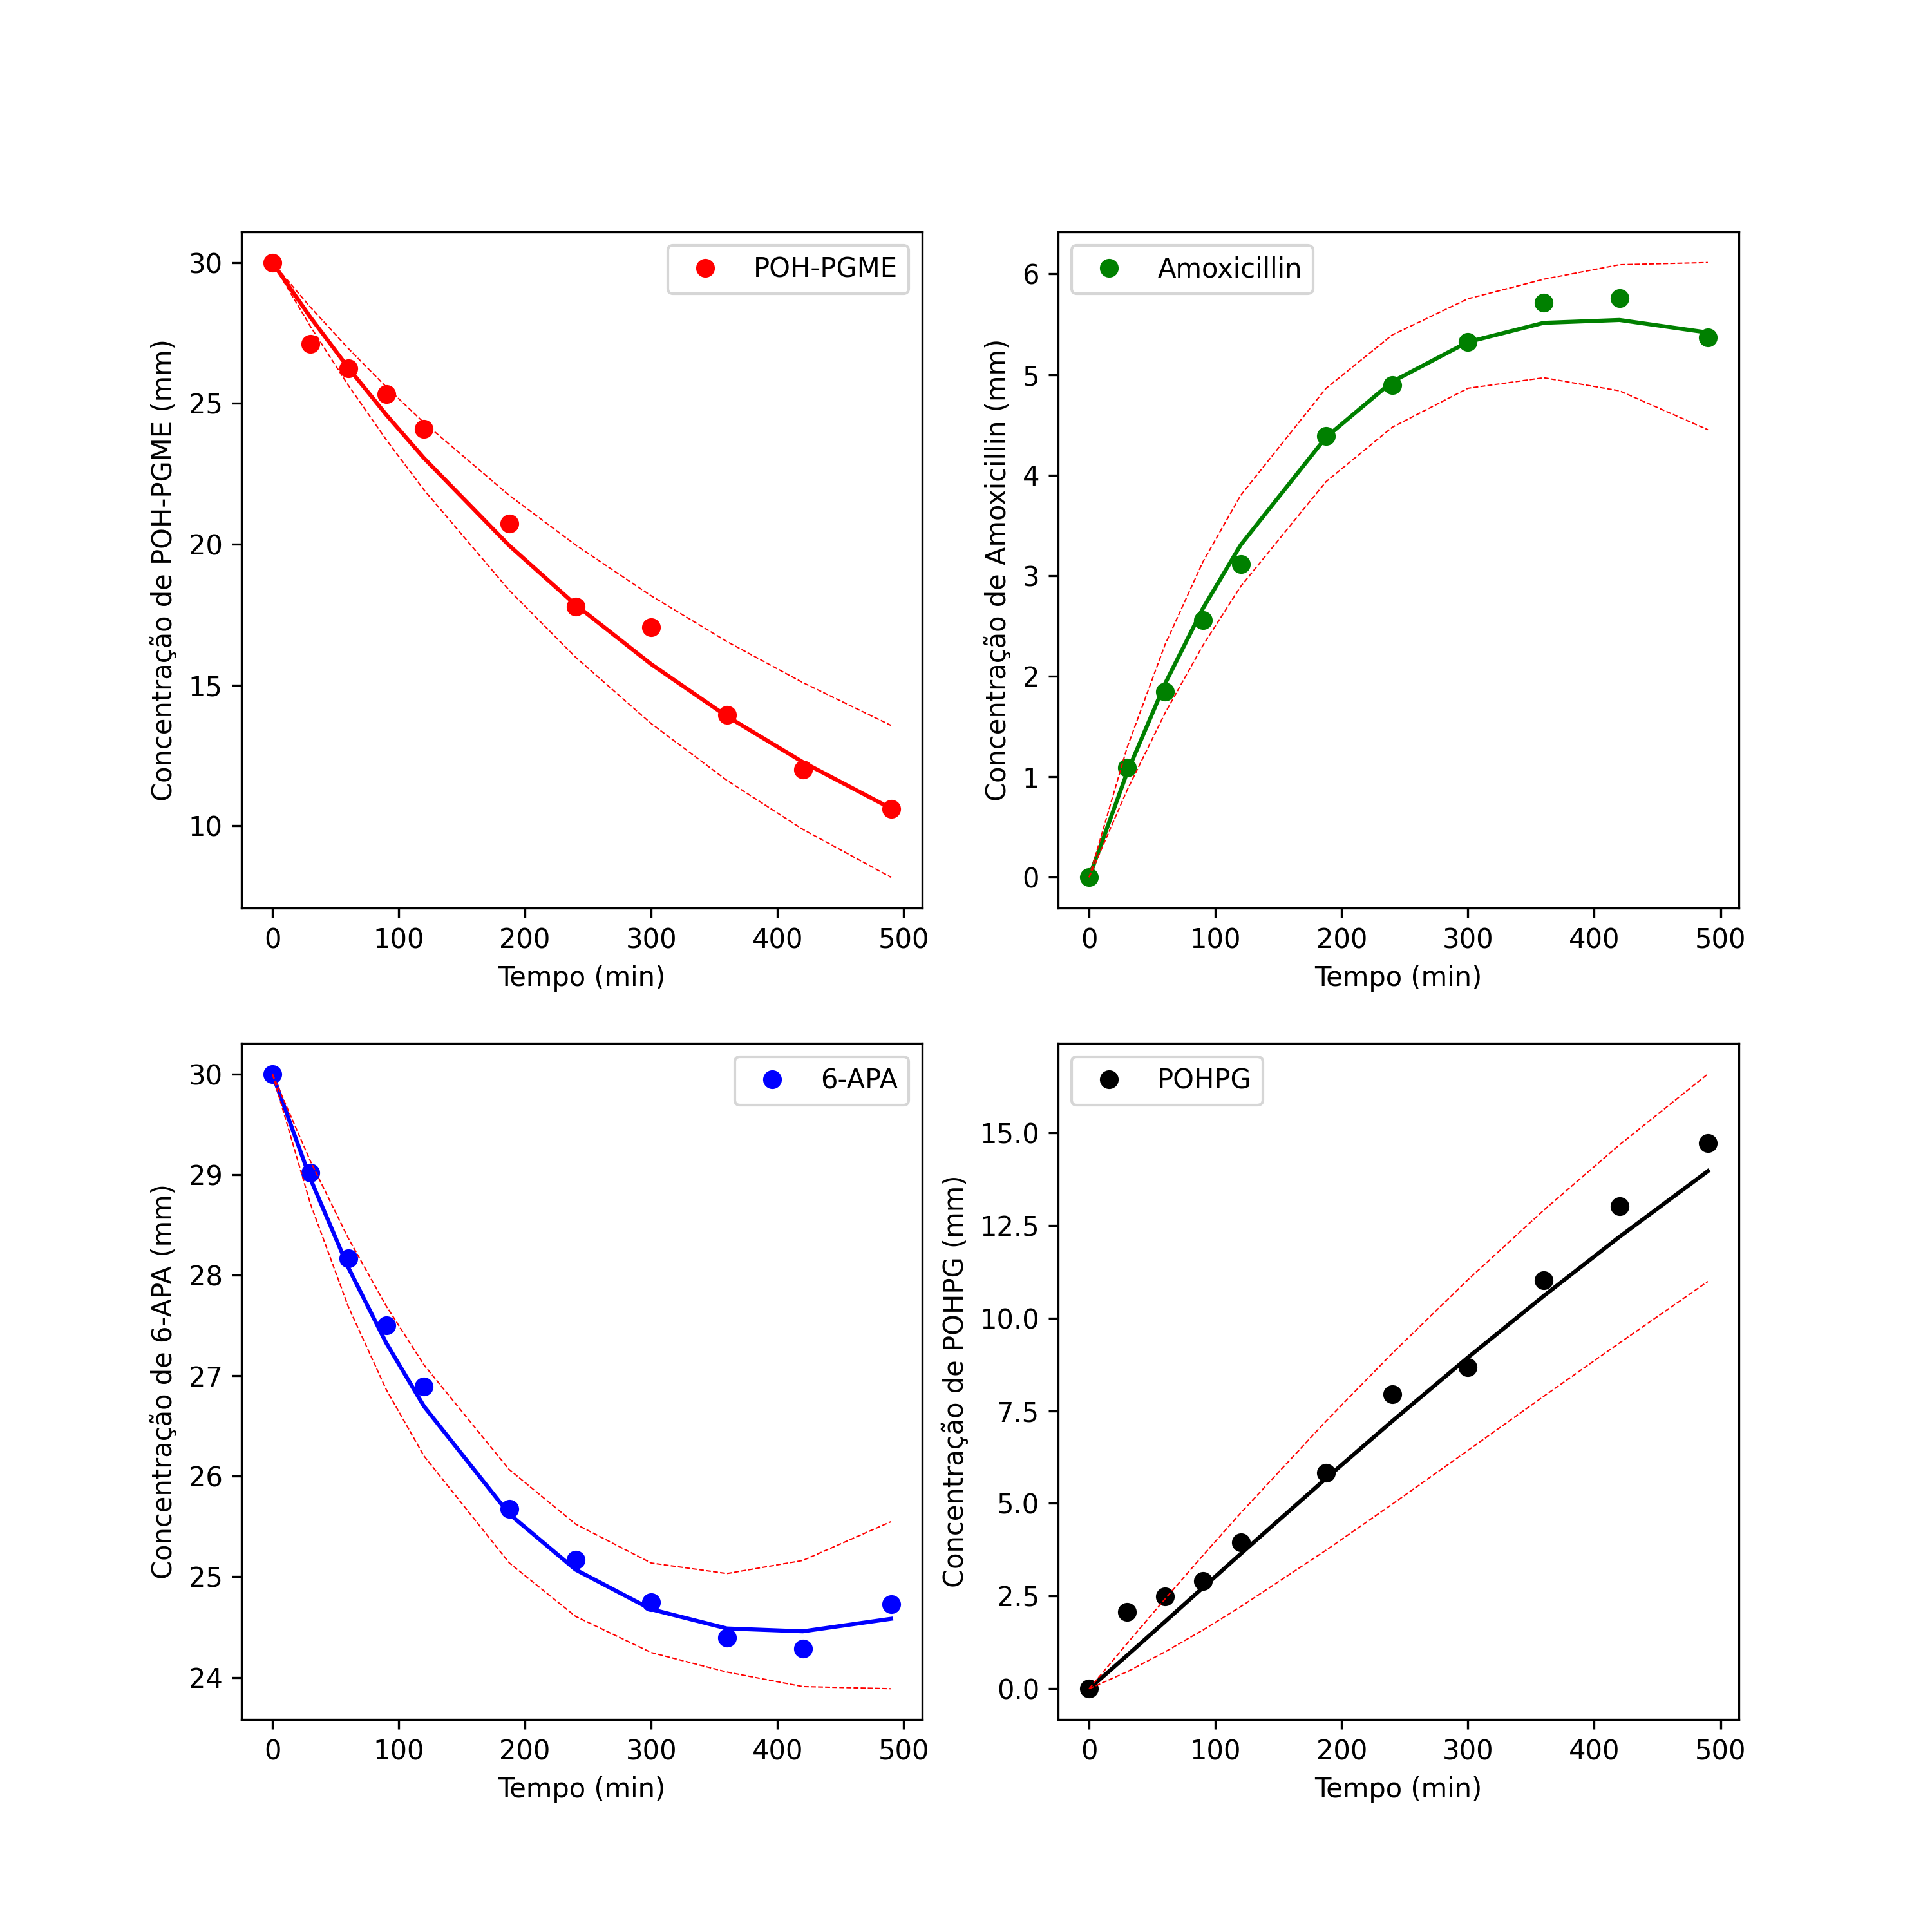 POH-PGME
Concentração de POH-PGME (mm)
30
25
20
15
10
0 100 200 300 400 500
Tempo (min)
Amoxicillin
Concentração de Amoxicillin (mm)
6
5
4
3
2
1
0
0 100 200 300 400 500
Tempo (min)
6-APA
Concentração de 6-APA (mm)
30
29
28
27
26
25
24
0 100 200 300 400 500
Tempo (min)
POHPG
Concentração de POHPG (mm)
15.0
12.5
10.0
7.5
5.0
2.5
0.0
0 100 200 300 400 500
Tempo (min)